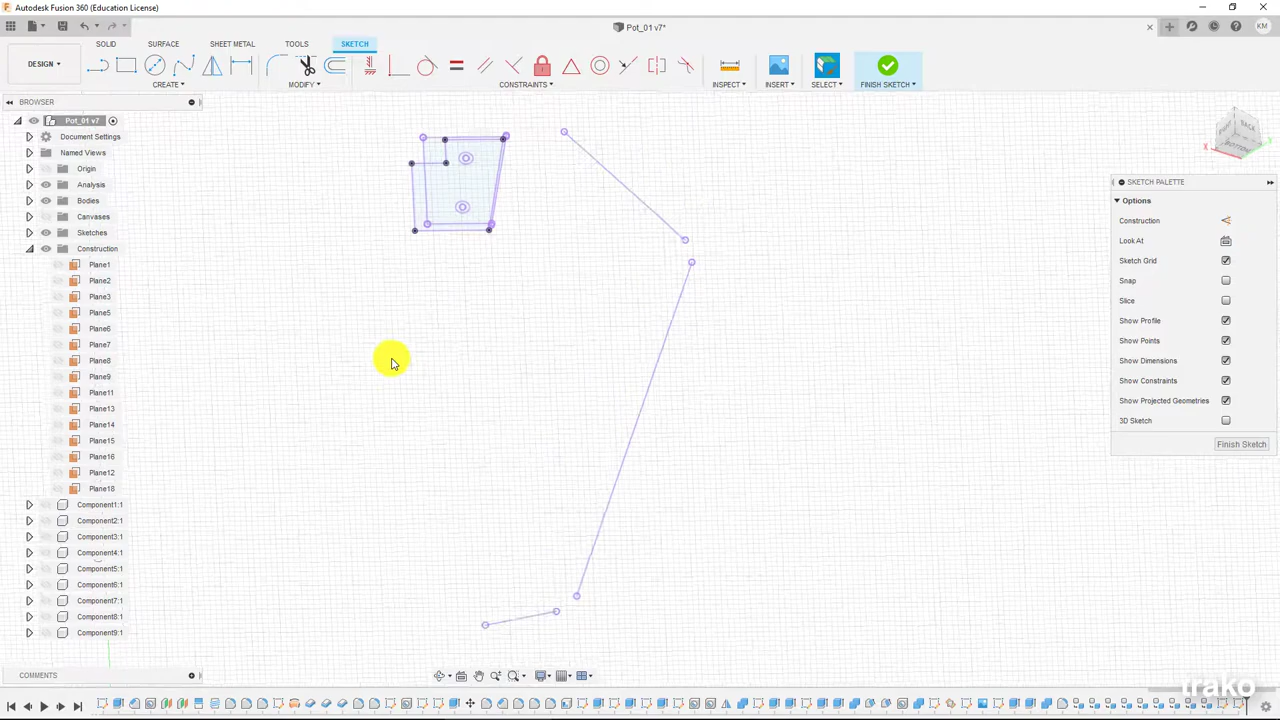 Autodesk Fusion 360 (Education License)
Pot_01 v7*
KM
DESIGN
SOLID
SURFACE
SHEET METAL
TOOLS
SKETCH
CREATE
MODIFY
CONSTRAINTS
INSPECT
INSERT
SELECT
FINISH SKETCH
BROWSER
Pot_01 v7
Document Settings
Named Views
Origin
Analysis
Bodies
Canvases
Sketches
Construction
Plane1
Plane2
Plane3
Plane5
Plane6
Plane7
Plane8
Plane9
Plane11
Plane13
Plane14
Plane15
Plane16
Plane12
Plane18
Component1:1
Component2:1
Component3:1
Component4:1
Component5:1
Component6:1
Component7:1
Component8:1
Component9:1
COMMENTS
BACK
BOTTOM
X
SKETCH PALETTE
Options
Construction
Look At
Sketch Grid
Snap
Slice
Show Profile
Show Points
Show Dimensions
Show Constraints
Show Projected Geometries
3D Sketch
Finish Sketch
trako